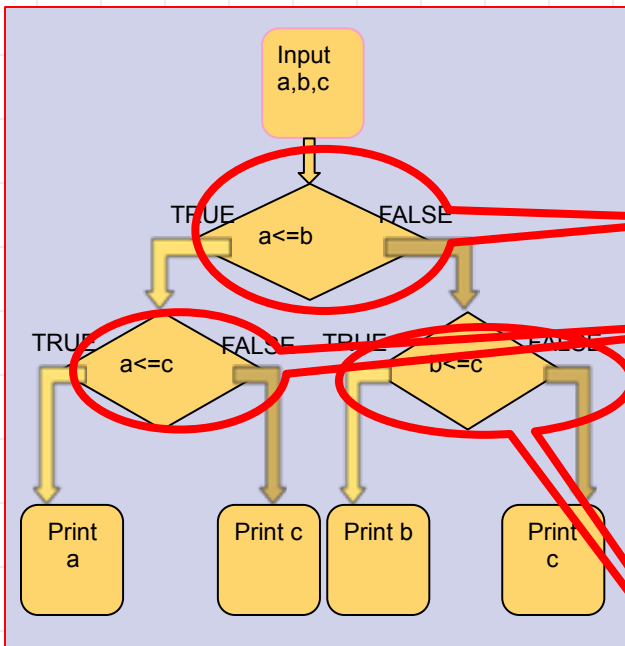 Input
a,b,c
TRUE
FALSE
a<=b
TRUE
FALSE
TRUE
FALSE
a<=c
b<=c
Print
a
Print c
Print b
Print
c